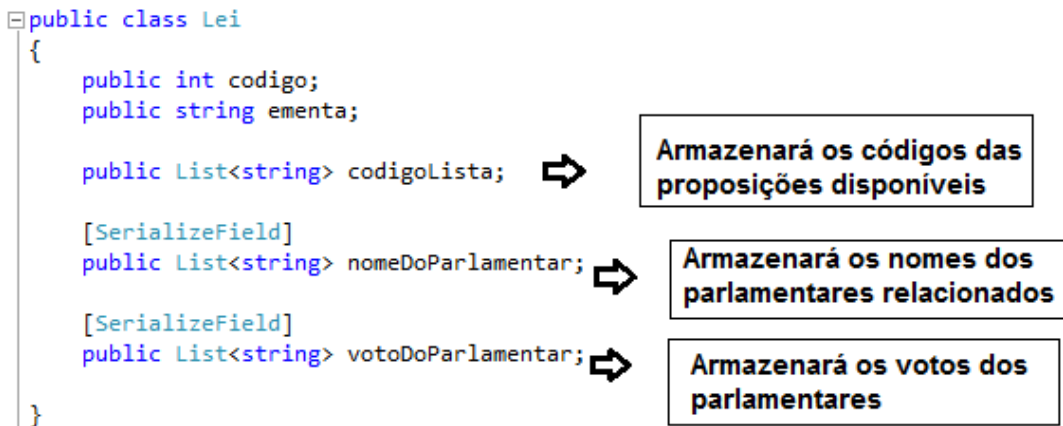 public class Lei
{
public int codigo;
public string ementa;
public List<string> codigoLista;
Armazenará os códigos das
proposições disponíveis
[SerializeField]
public List<string> nomeDoParlamentar;
Armazenará os nomes dos
parlamentares relacionados
[SerializeField]
public List<string> votoDoParlamentar;
Armazenará os votos dos
parlamentares
}